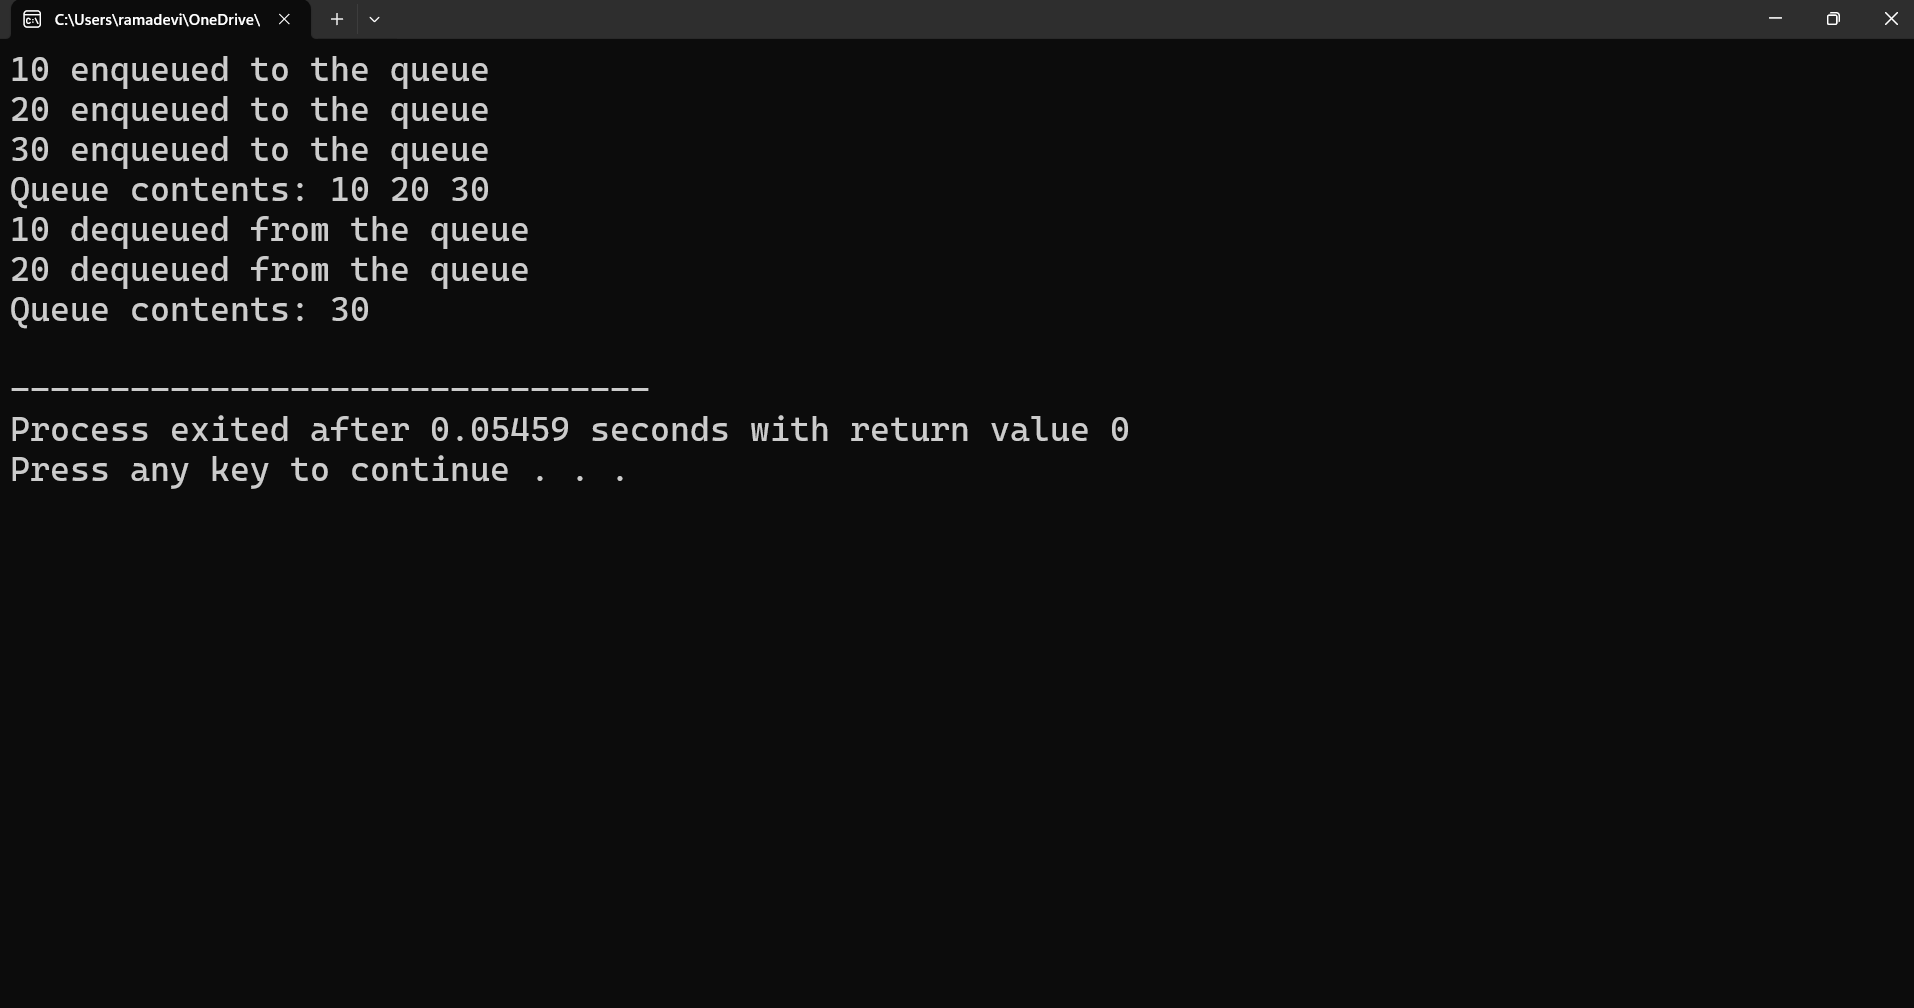 C:\Users\ramadevi\OneDrive\
10 enqueued to the queue
20 enqueued to the queue
30 enqueued to the queue
Queue contents: 10 20 30
10 dequeued from the queue
20 dequeued from the queue
Queue contents: 30
--------------------------------
Process exited after 0.05459 seconds with return value 0
Press any key to continue . . .